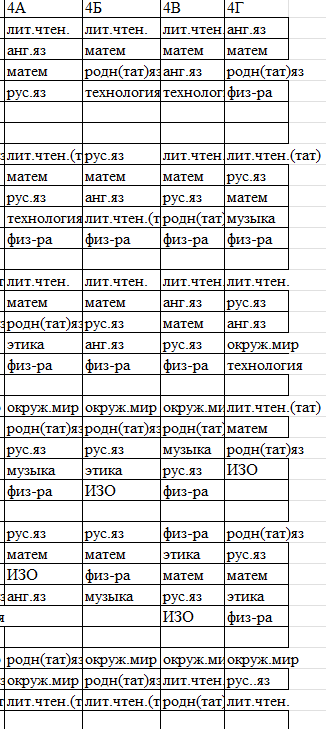 4А 4Б 4В 4Г
лит.чтен. лит.чтен. лит.чтен. анг.яз
анг.яз матем матем матем
матем родн(тат)яз анг.яз родн(тат)яз
рус.яз технология технолог физ-ра
лит.чтен.(т рус.яз лит.чтен. лит.чтен.(тат)
матем матем матем рус.яз
рус.яз анг.яз рус.яз матем
технология лит.чтен.(т родн(тат) музыка
физ-ра физ-ра физ-ра физ-ра
лит.чтен. лит.чтен. лит.чтен. лит.чтен.
матем матем анг.яз рус.яз
родн(тат)яз рус.яз матем анг.яз
этика анг.яз рус.яз окруж.мир
физ-ра физ-ра физ-ра технология
окруж.мир окруж.мир окруж.ми лит.чтен.(тат)
родн(тат)яз родн(тат)яз родн(тат) матем
рус.яз рус.яз музыка родн(тат)яз
музыка этика рус.яз ИЗО
физ-ра ИЗО физ-ра
рус.яз рус.яз физ-ра родн(тат)яз
матем матем этика рус.яз
ИЗО физ-ра матем матем
анг.яз музыка рус.яз этика
ИЗО физ-ра
родн(тат)яз окруж.мир окруж.ми окруж.мир
окруж.мир родн(тат)яз лит.чтен. рус..яз
лит.чтен.(т лит.чтен.(т родн(тат) лит.чтен.